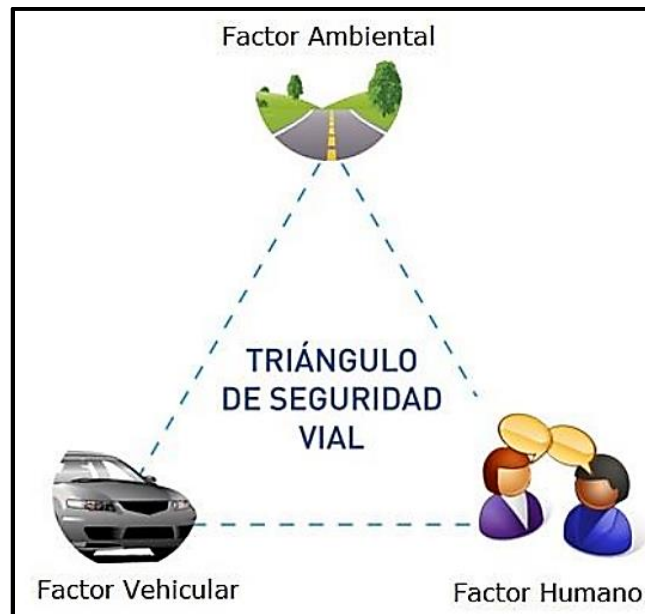 Factor Ambiental
TRIÁNGULO
DE SEGURIDAD
VIAL
Factor Vehicular
Factor Humano